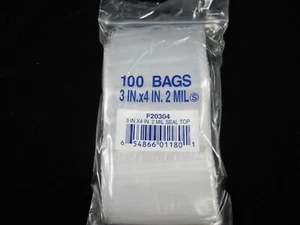 100 BAGS
3 IN.x4 IN. 2 MIL Ⓢ
F20304
3 IN.X4 IN. 2 MIL SEAL TOP
6 54866 01180 1